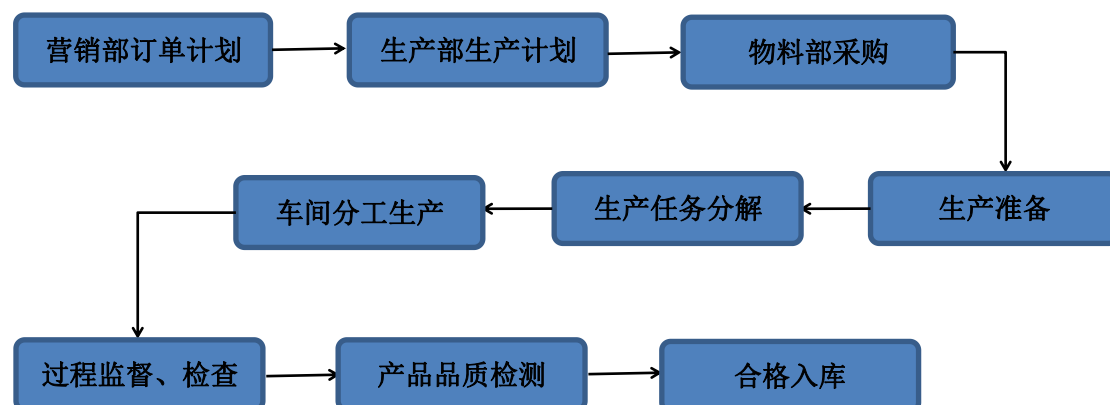 营销部订单计划
生产部生产计划
物料部采购
生产准备
生产任务分解
车间分工生产
过程监督、检查
产品品质检测
合格入库